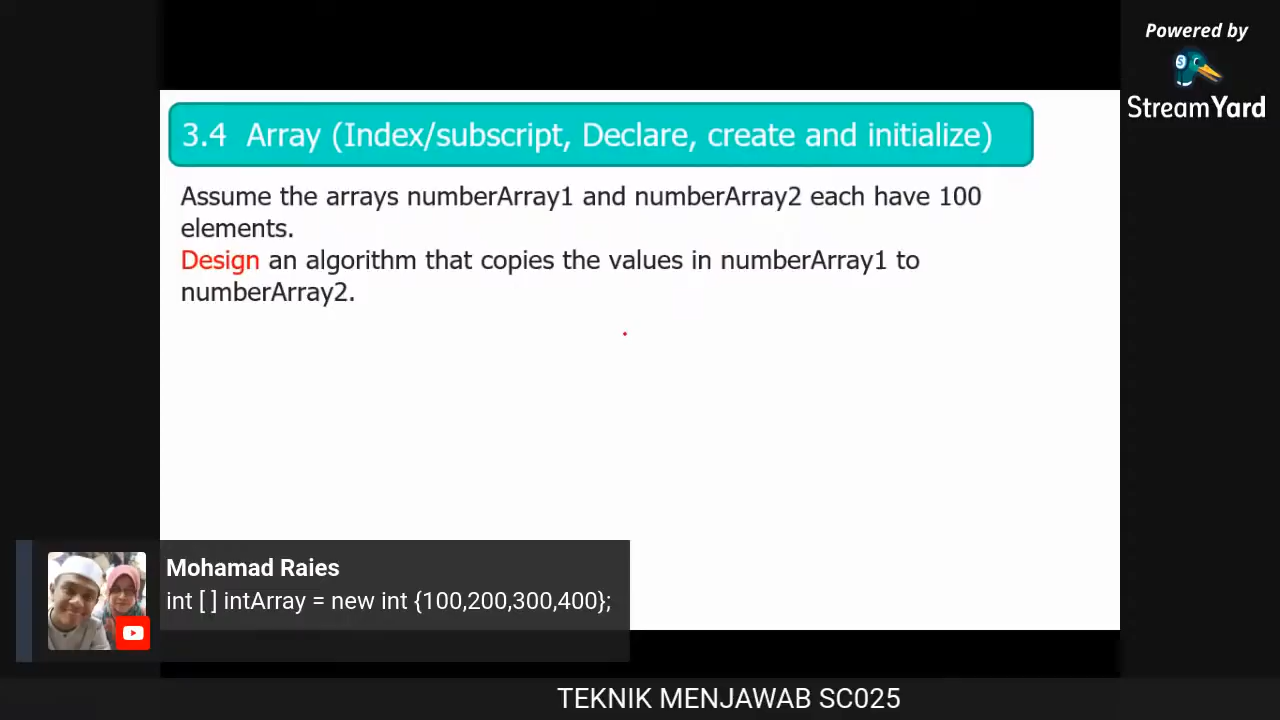 Powered by
StreamYard
3.4 Array (Index/subscript, Declare, create and initialize)
Assume the arrays numberArray1 and numberArray2 each have 100
elements.
Design an algorithm that copies the values in numberArray1 to
numberArray2.
Mohamad Raies
int [ ] intArray = new int {100,200,300,400};
TEKNIK MENJAWAB SC025